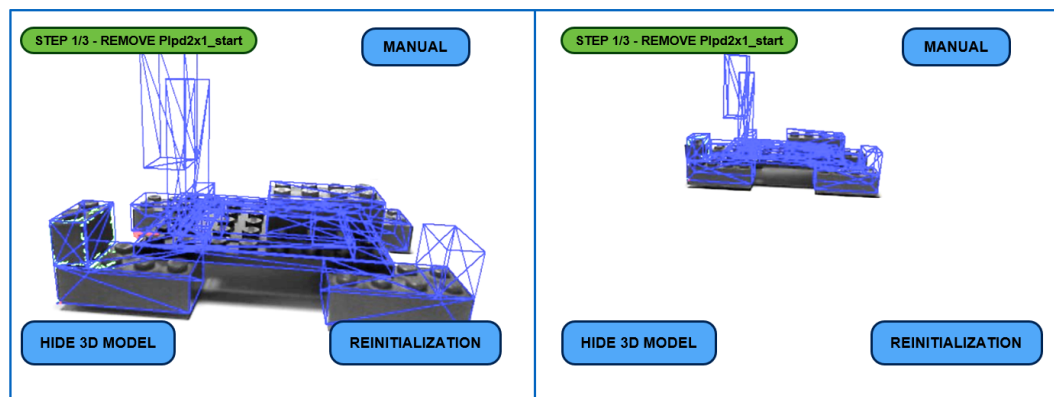 STEP 1/3 - REMOVE Plpd2x1_start
MANUAL
HIDE 3D MODEL
REINITIALIZATION
STEP 1/3 - REMOVE Plpd2x1_start
MANUAL
HIDE 3D MODEL
REINITIALIZATION